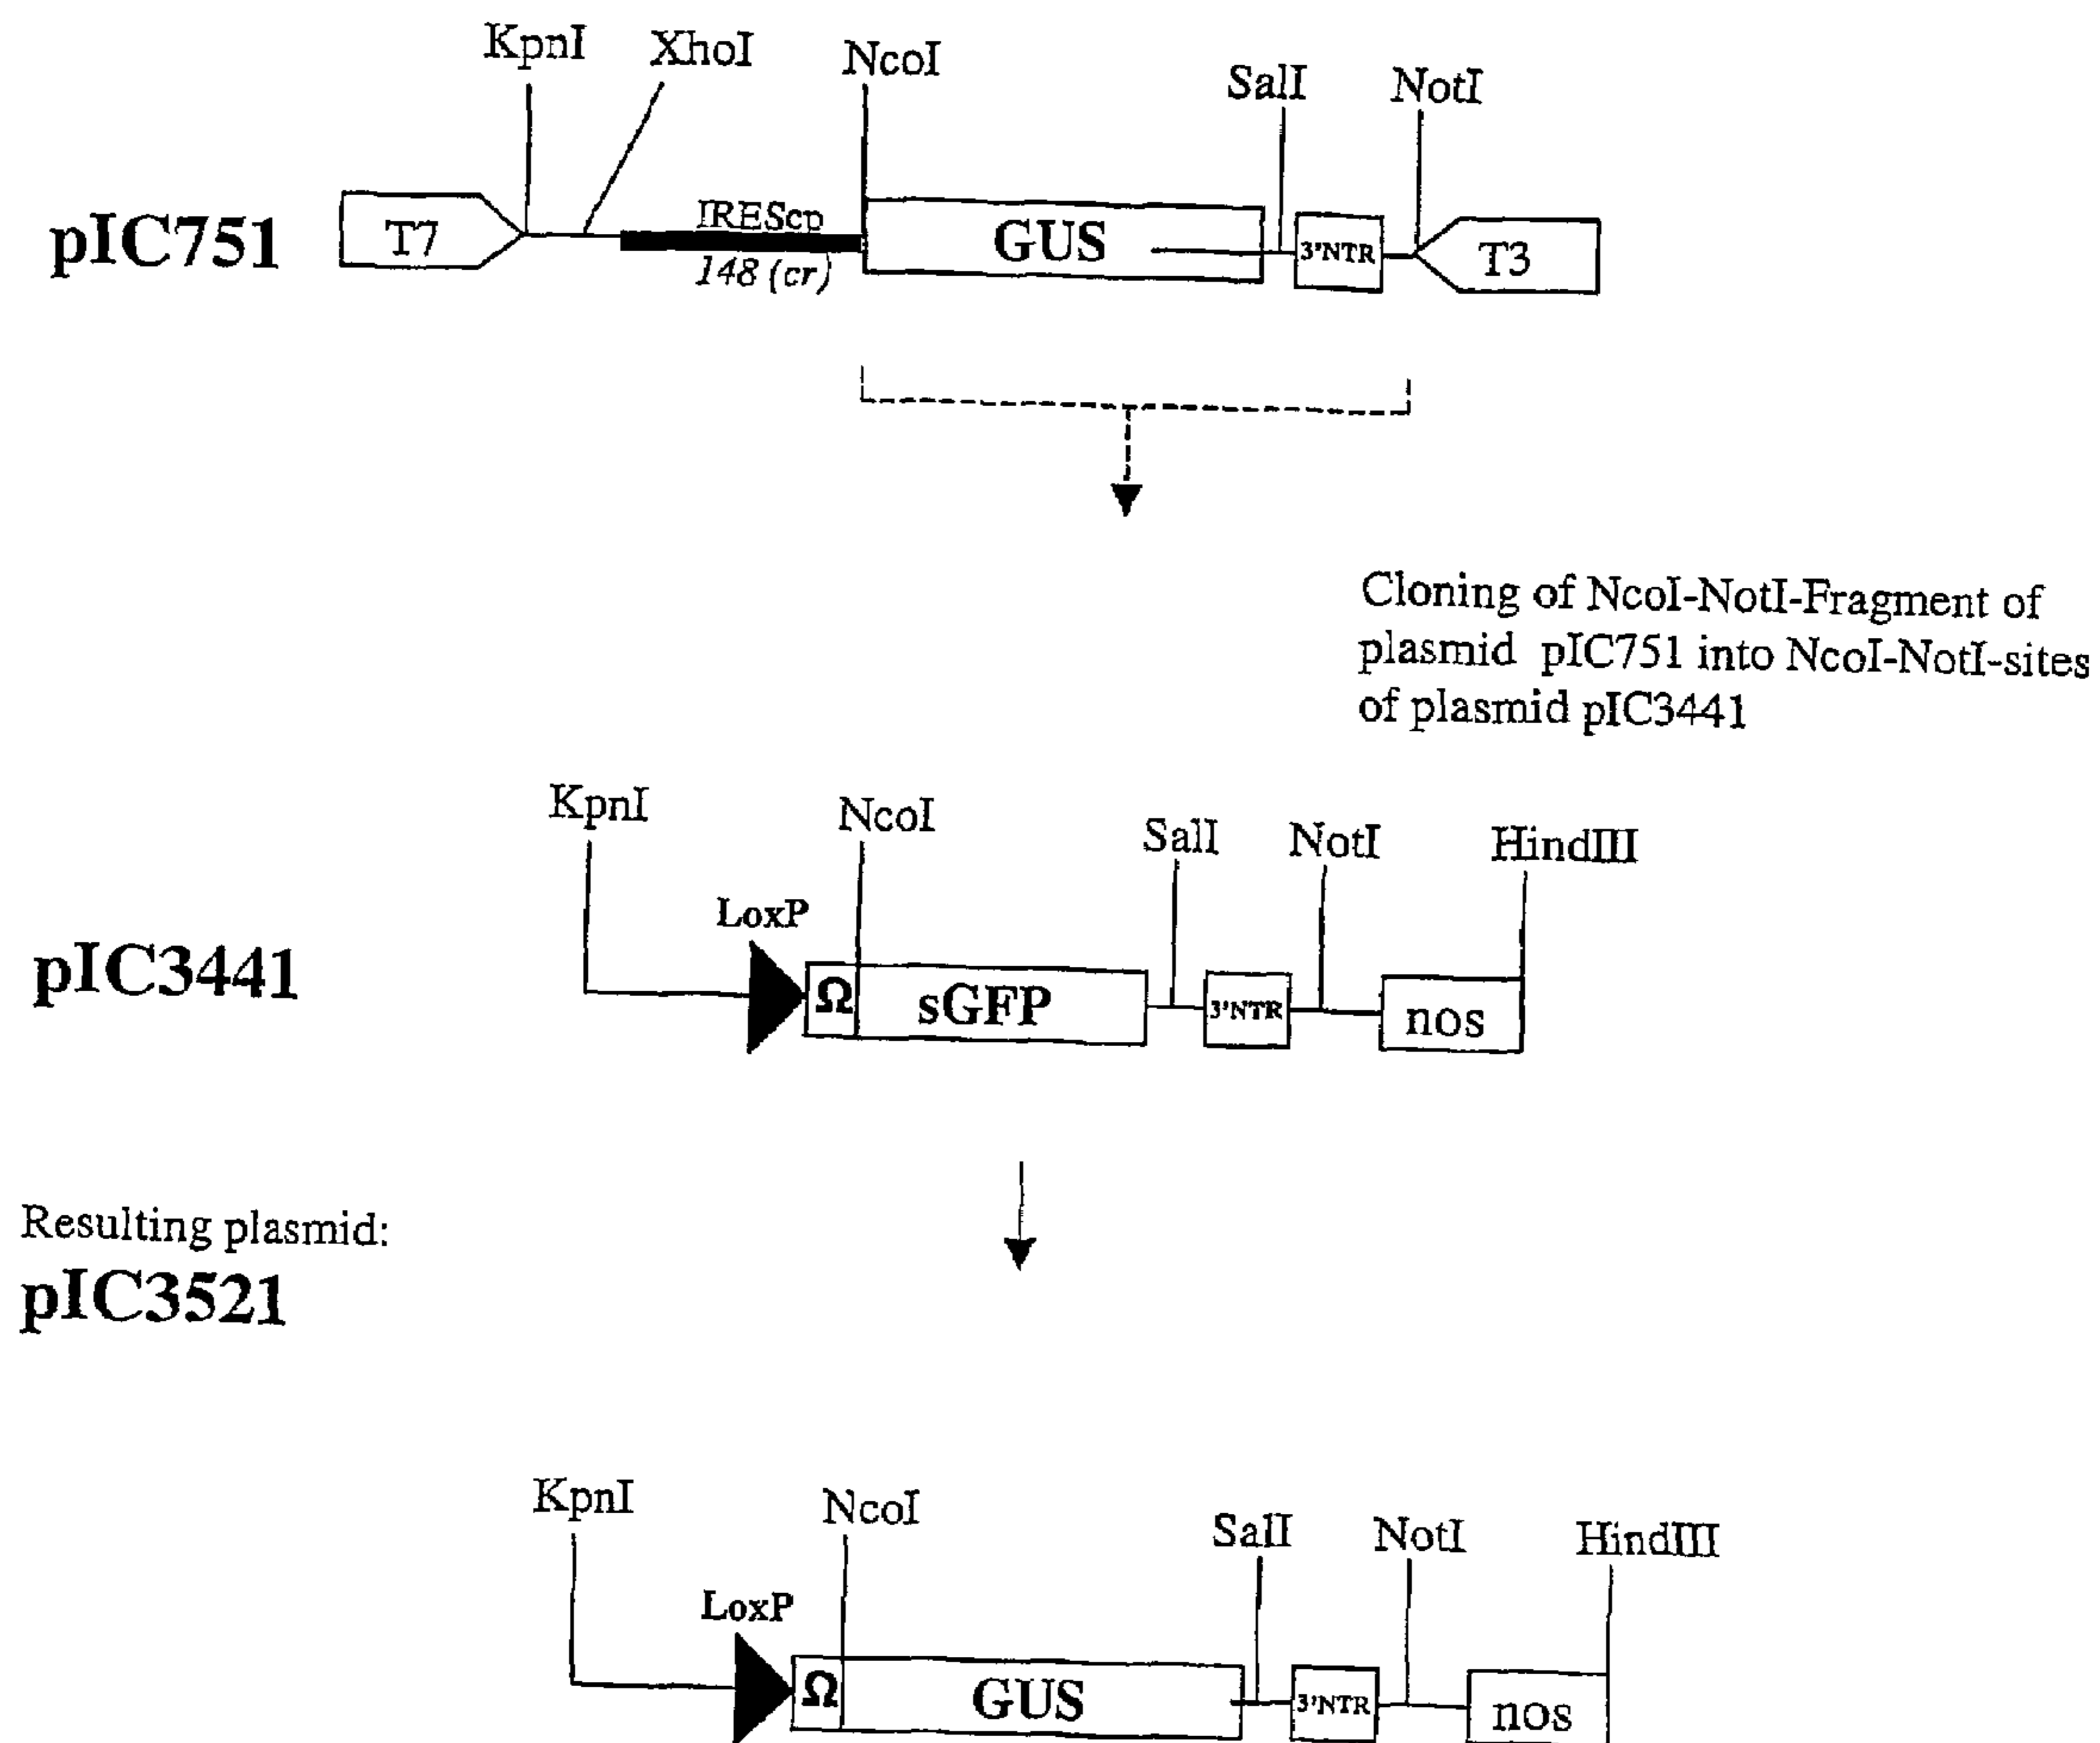 KpnI XhoI NcoI SalI NotI
pIC751 T7 IREScp GUS 3'NTR T3
148 (cr)
Cloning of NcoI-NotI-Fragment of
plasmid pIC751 into NcoI-NotI-sites
of plasmid pIC3441
KpnI NcoI SalI NotI HindIII
LoxP
pIC3441 Ω sGFP 3'NTR nos
Resulting plasmid:
pIC3521
KpnI NcoI SalI NotI HindIII
LoxP
Ω GUS 3'NTR nos